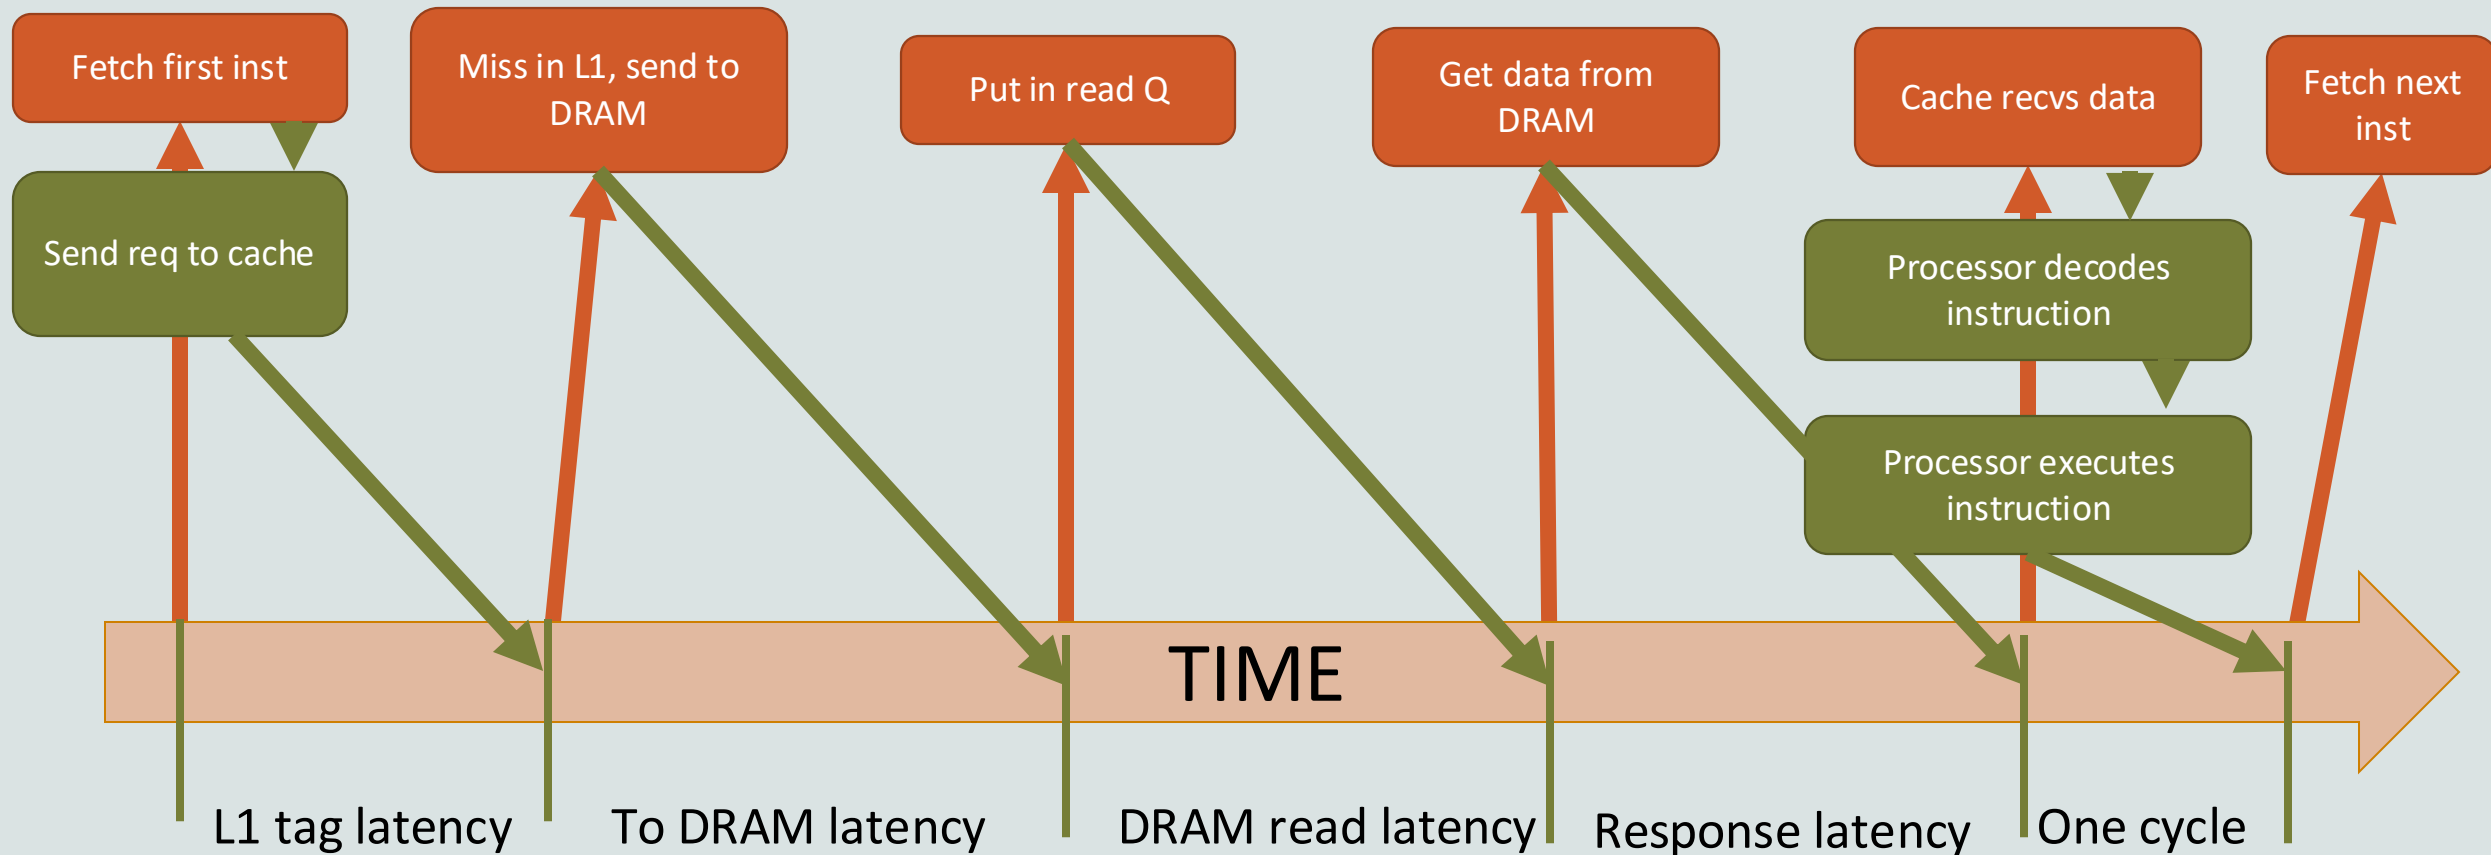 Fetch first inst
Send req to cache
Miss in L1, send to
DRAM
Put in read Q
Get data from
DRAM
Cache recvs data
Processor decodes
instruction
Processor executes
instruction
Fetch next
inst
TIME
L1 tag latency
To DRAM latency
DRAM read latency
Response latency
One cycle